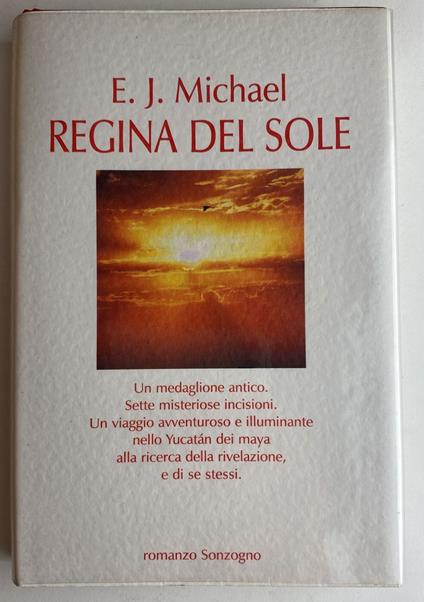 E. J. Michael
REGINA DEL SOLE
Un medaglione antico.
Sette misteriose incisioni.
Un viaggio avventuroso e illuminante
nello Yucatán dei maya
alla ricerca della rivelazione,
e di se stessi.
romanzo Sonzogno